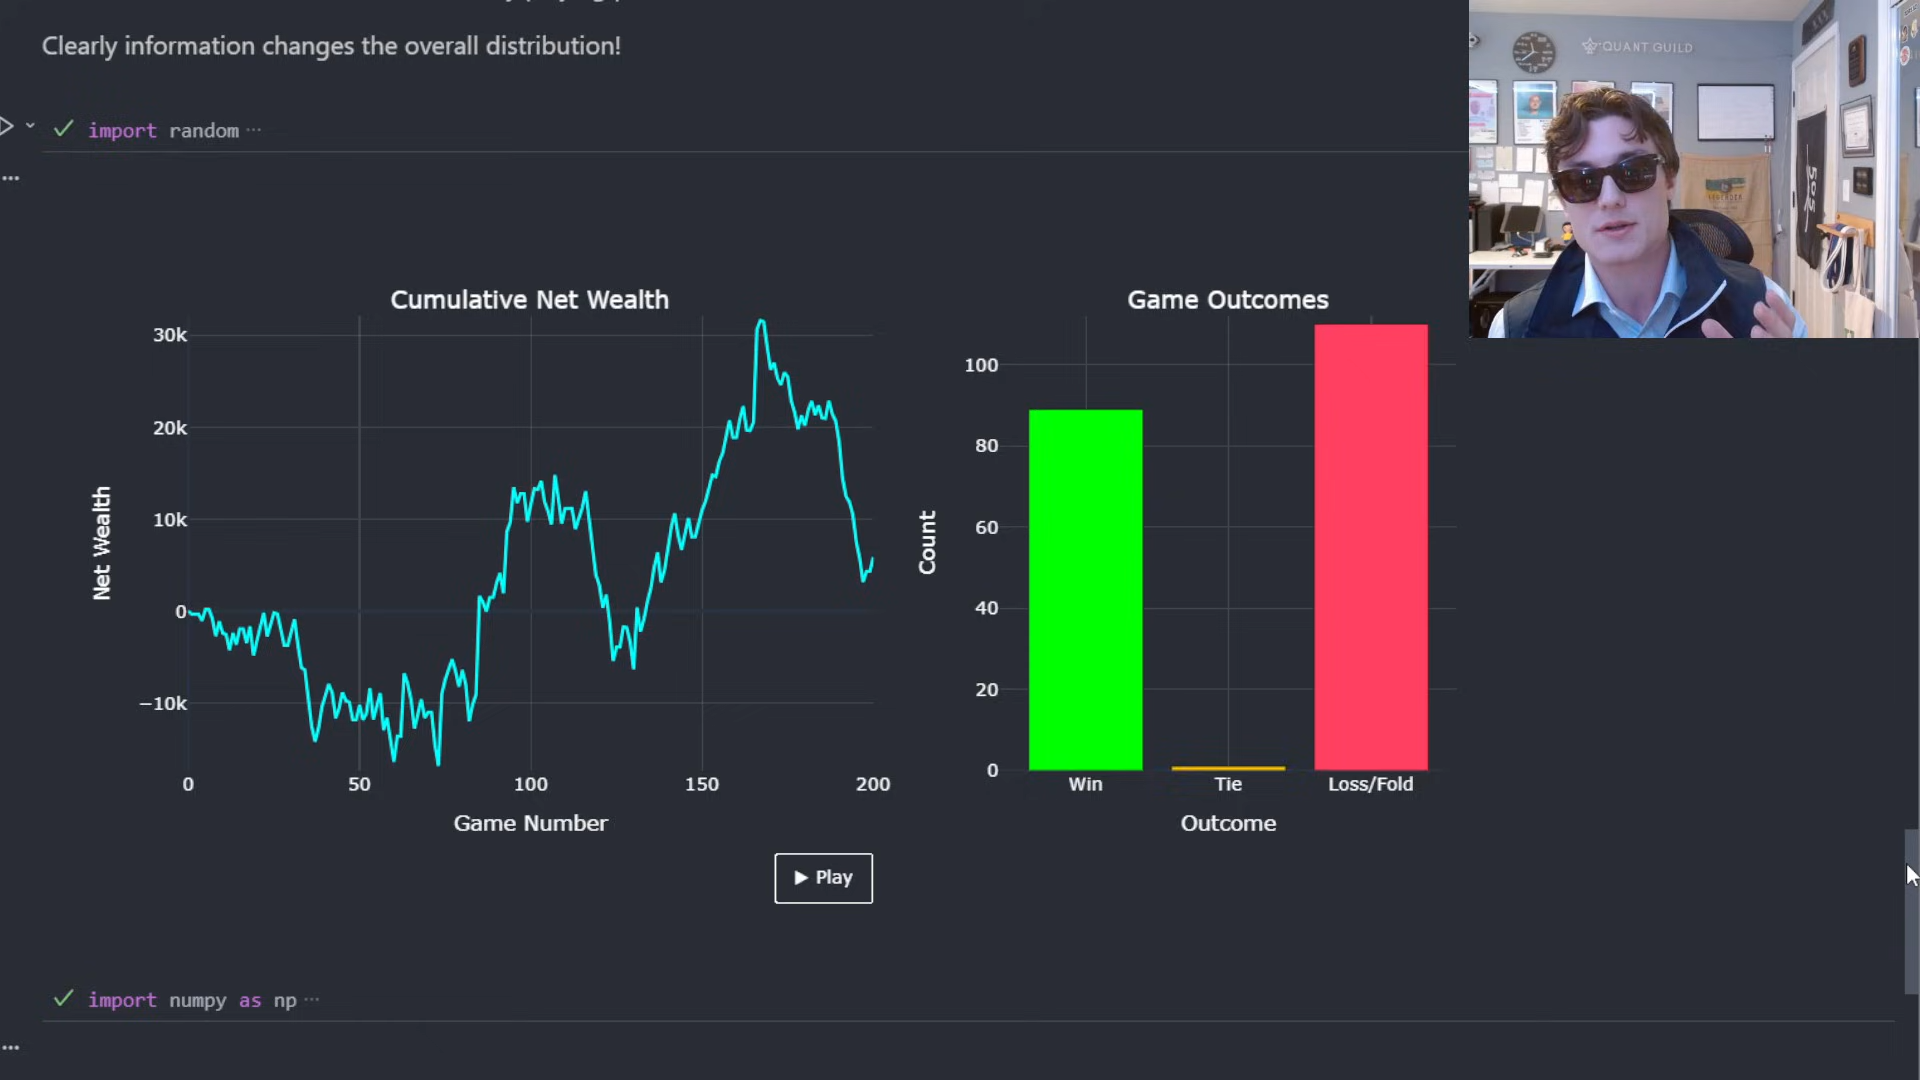 Clearly information changes the overall distribution!
QUANT GUILD
import random ...
Cumulative Net Wealth
30k
20k
10k
0
−10k
Net Wealth
0 50 100 150 200
Game Number
Game Outcomes
100
80
60
40
20
0
Count
Win Tie Loss/Fold
Outcome
▶ Play
import numpy as np ...